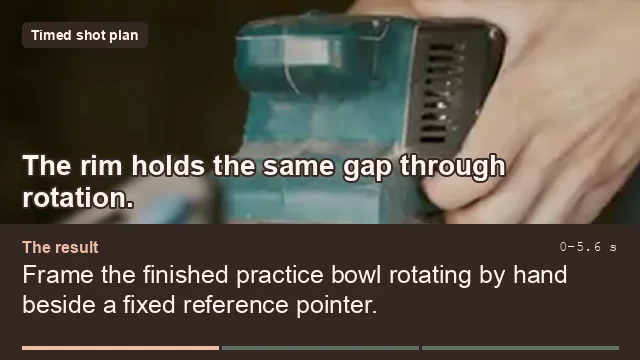 Timed shot plan
The rim holds the same gap through
rotation.
The result
0–5.6 s
Frame the finished practice bowl rotating by hand
beside a fixed reference pointer.